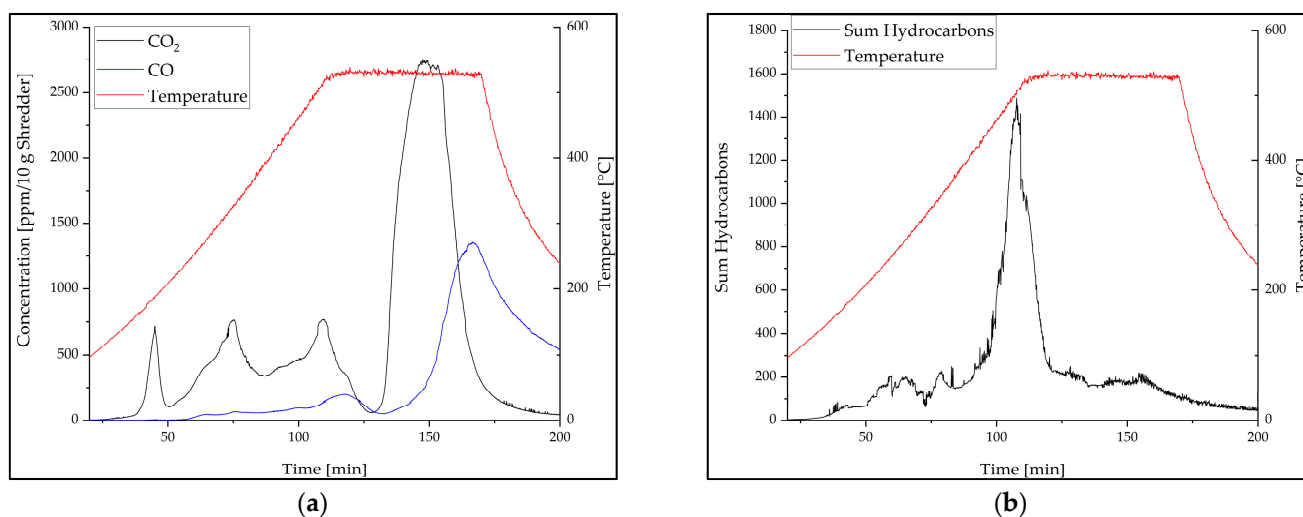 3000
2500
2000
1500
1000
500
0
Concentration [ppm/10 g Shredder]
CO₂
CO
Temperature
600
400
200
0
Temperature [°C]
50
100
150
200
Time [min]
(a)
1800
1600
1400
1200
1000
800
600
400
200
0
Sum Hydrocarbons
Sum Hydrocarbons
Temperature
600
400
200
0
Temperature [°C]
50
100
150
200
Time [min]
(b)